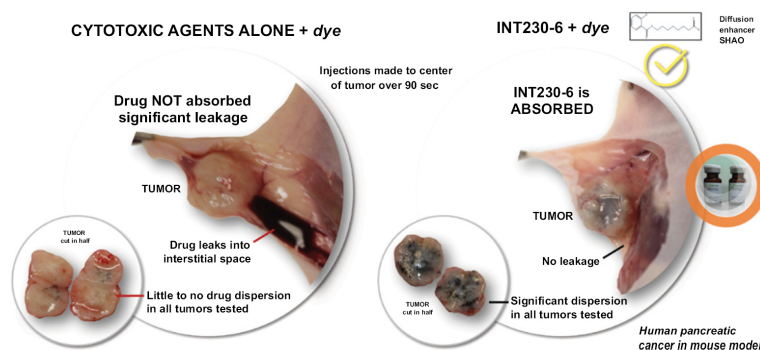 CYTOTOXIC AGENTS ALONE + dye
Injections made to center
of tumor over 90 sec
Drug NOT absorbed
significant leakage
TUMOR
Drug leaks into
interstitial space
TUMOR
cut in half
Little to no drug dispersion
in all tumors tested
INT230-6 + dye
Diffusion
enhancer
SHAO
INT230-6 is
ABSORBED
TUMOR
No leakage
TUMOR
cut in half
Significant dispersion
in all tumors tested
Human pancreatic
cancer in mouse model